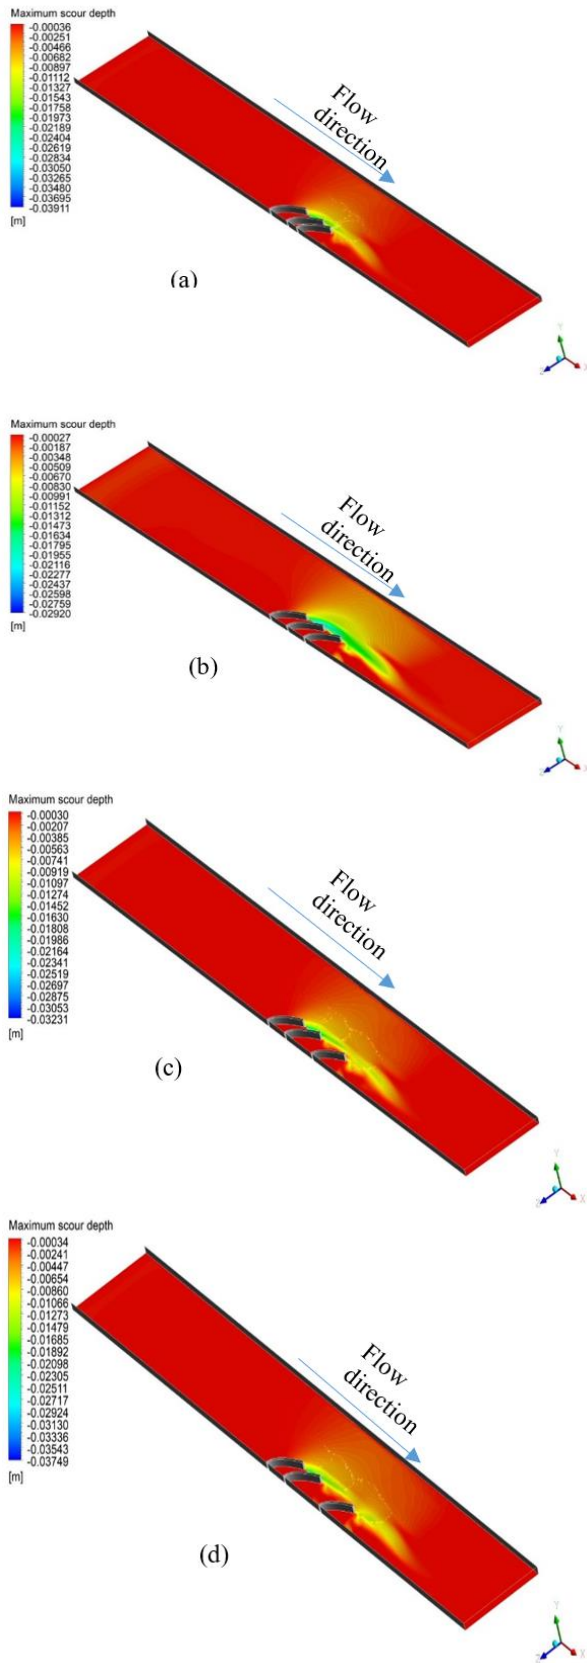 Maximum scour depth
-0.00036
-0.00251
-0.00466
-0.00682
-0.00897
-0.01112
-0.01327
-0.01543
-0.01758
-0.01973
-0.02189
-0.02404
-0.02619
-0.02834
-0.03050
-0.03265
-0.03480
-0.03695
-0.03911
[m]
Flow
direction
(a)
Y
Z
X
Maximum scour depth
-0.00027
-0.00187
-0.00348
-0.00509
-0.00670
-0.00830
-0.00991
-0.01152
-0.01312
-0.01473
-0.01634
-0.01795
-0.01955
-0.02116
-0.02277
-0.02437
-0.02598
-0.02759
-0.02920
[m]
Flow
direction
(b)
Y
Z
X
Maximum scour depth
-0.00030
-0.00207
-0.00385
-0.00563
-0.00741
-0.00919
-0.01097
-0.01274
-0.01452
-0.01630
-0.01808
-0.01986
-0.02164
-0.02341
-0.02519
-0.02697
-0.02875
-0.03053
-0.03231
[m]
Flow
direction
(c)
Y
Z
X
Maximum scour depth
-0.00034
-0.00241
-0.00447
-0.00654
-0.00860
-0.01066
-0.01273
-0.01479
-0.01685
-0.01892
-0.02098
-0.02305
-0.02511
-0.02717
-0.02924
-0.03130
-0.03336
-0.03543
-0.03749
[m]
Flow
direction
(d)
Y
Z
X